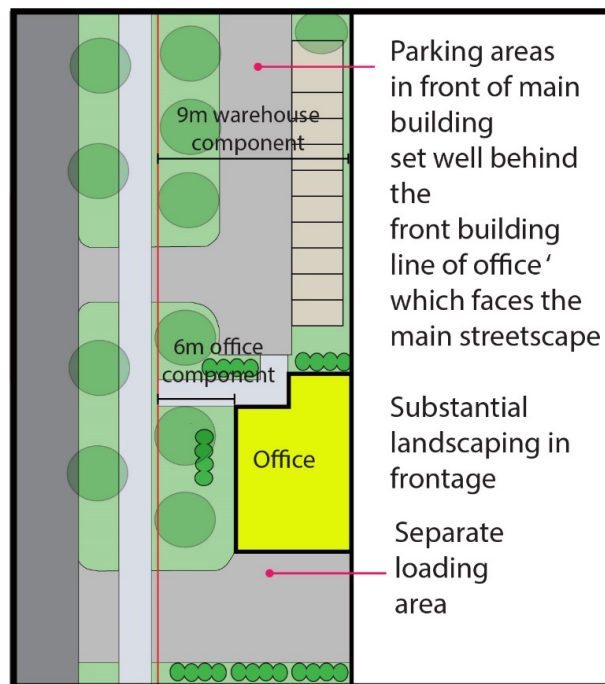 Parking areas
in front of main
building
set well behind
the
front building
line of office‘
which faces the
main streetscape
9m warehouse
component
6m office
component
Substantial
landscaping in
frontage
Office
Separate
loading
area